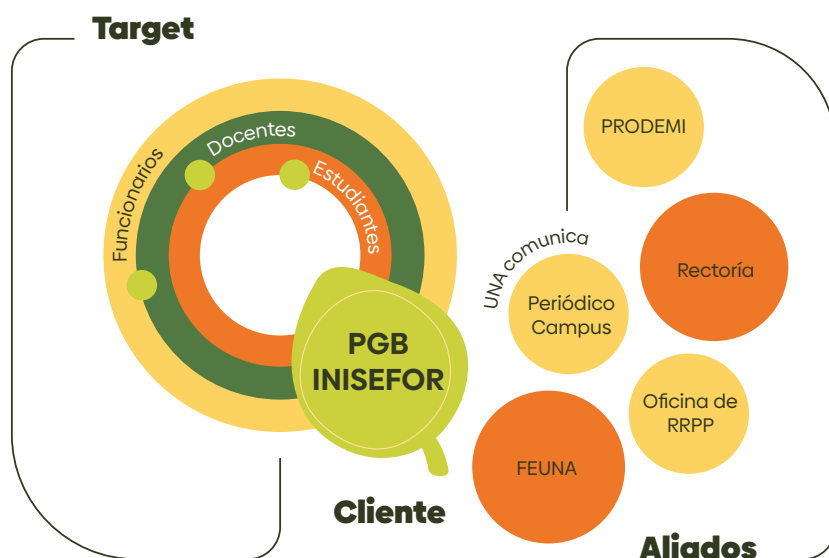 Target
Funcionarios
Docentes
Estudiantes
PGB
INISEFOR
Cliente
PRODEMI
Rectoría
UNA comunica
Periódico
Campus
Oficina de
RRPP
FEUNA
Aliados